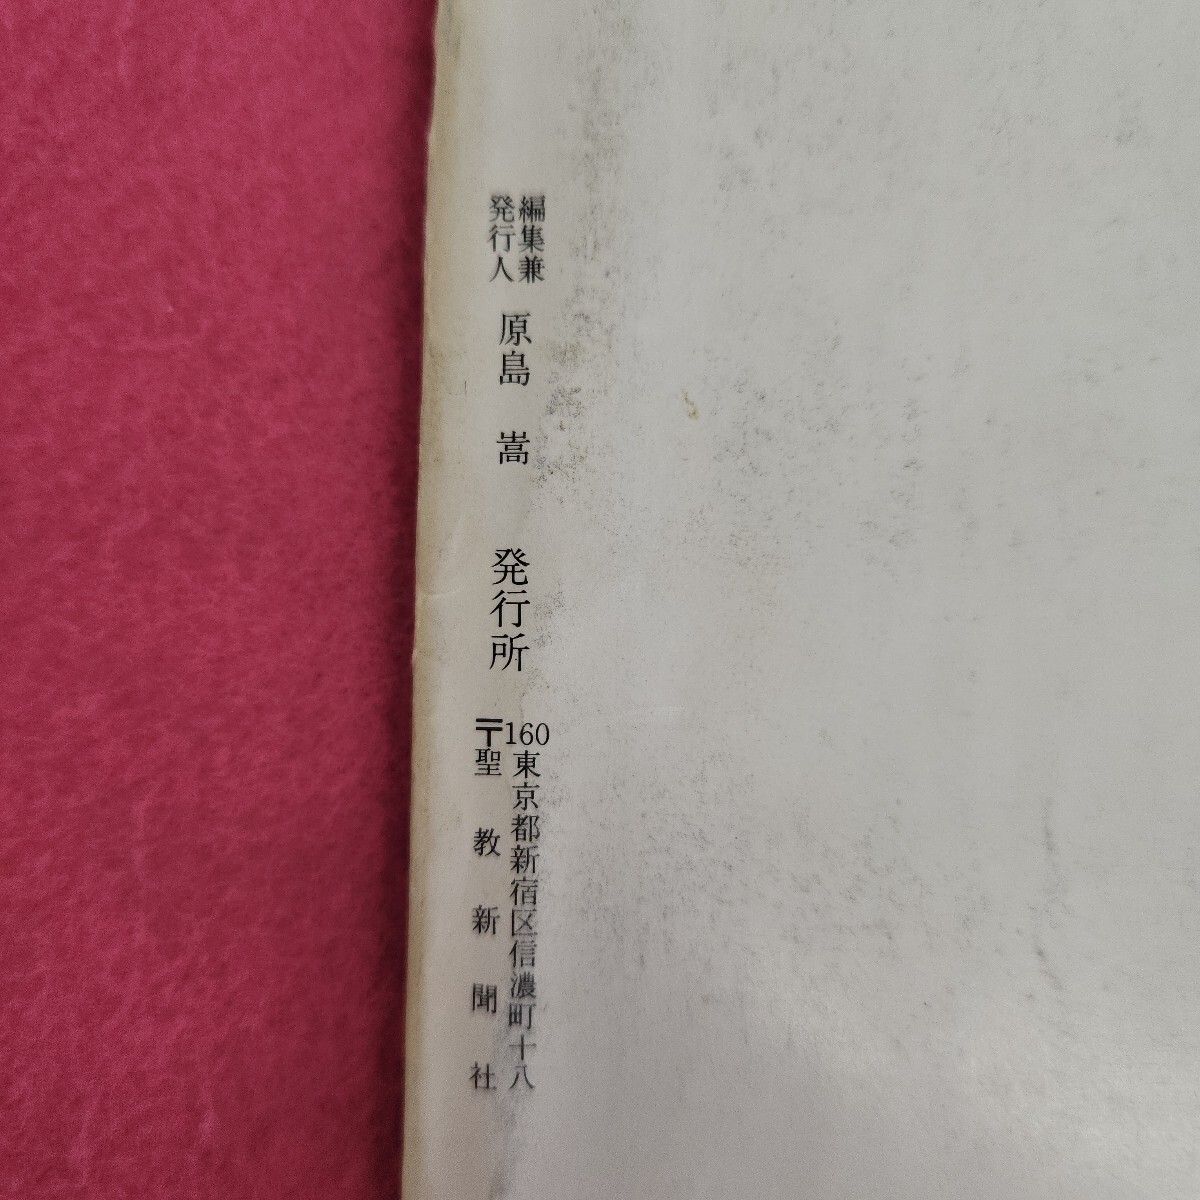 編集兼
発行人
原島 嵩
発行所
〒160東京都新宿区信濃町十八
聖教新聞社